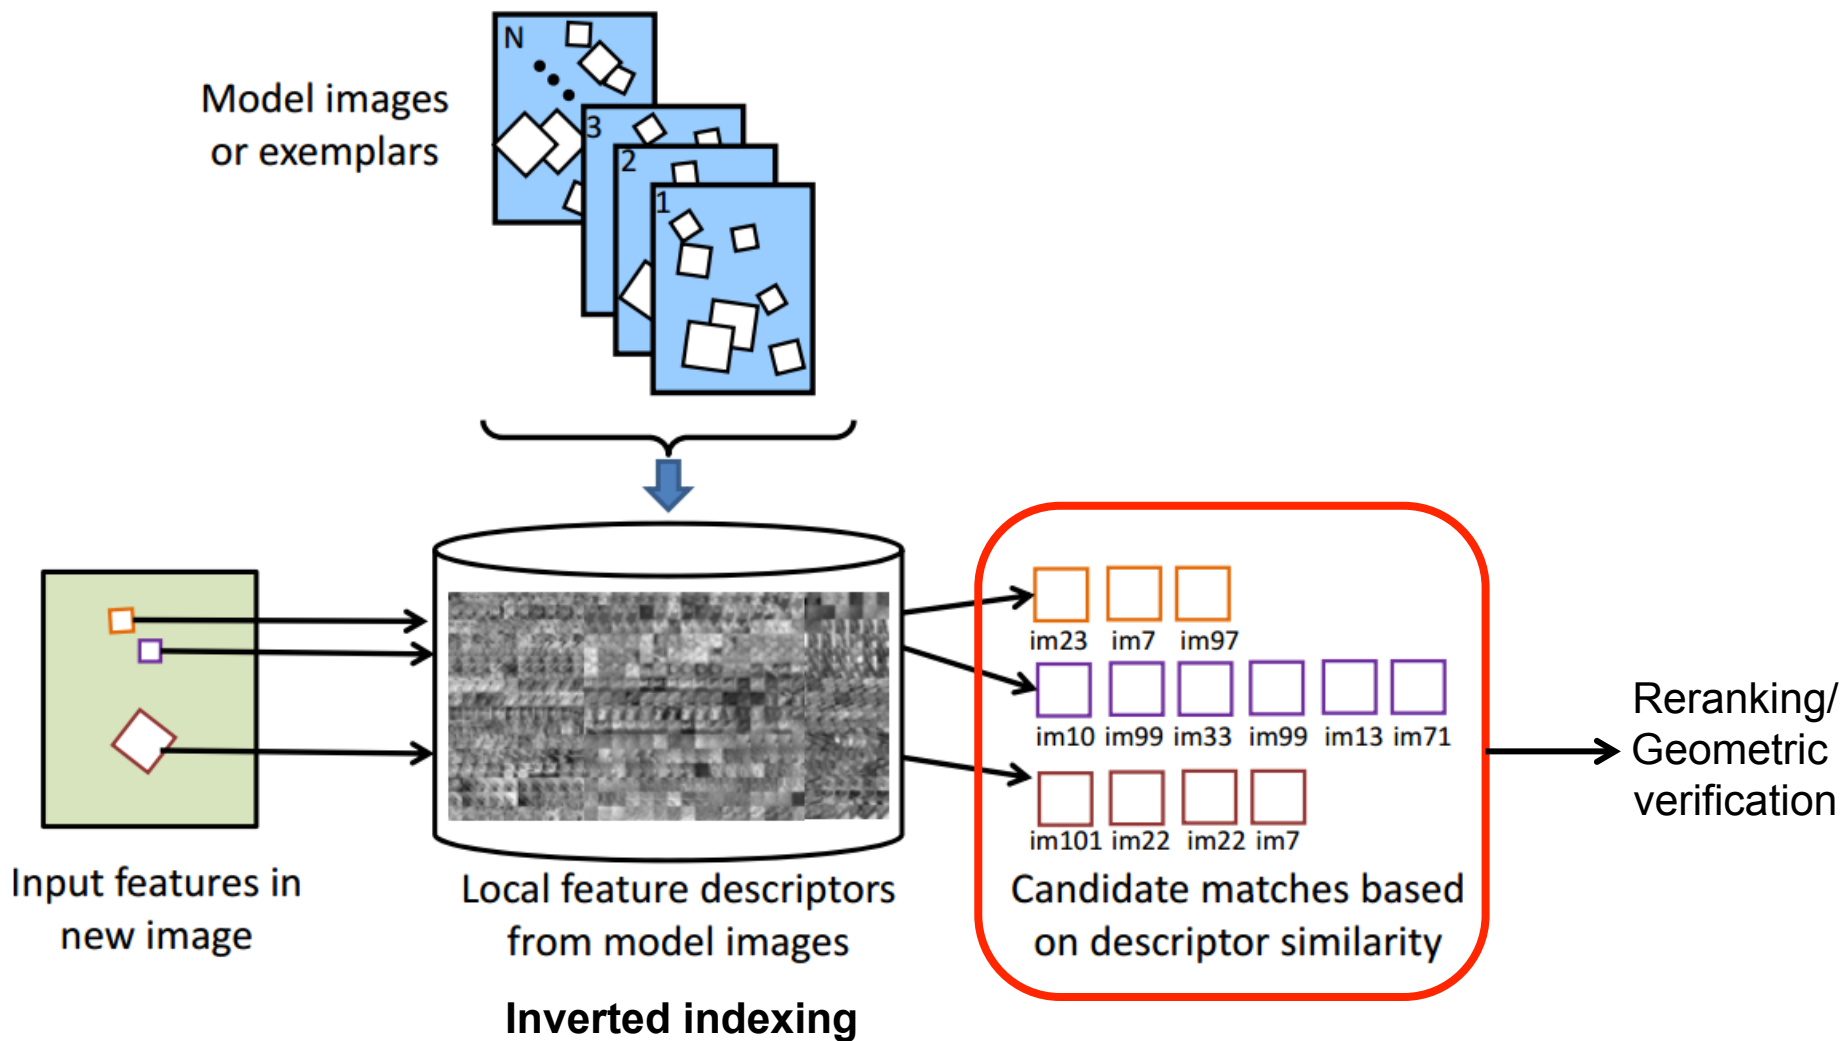 N
Model images
or exemplars
3
2
1
im23 im7 im97
im10 im99 im33 im99 im13 im71
im101 im22 im22 im7
Reranking/
Geometric
verification
Input features in
new image
Local feature descriptors
from model images
Candidate matches based
on descriptor similarity
Inverted indexing